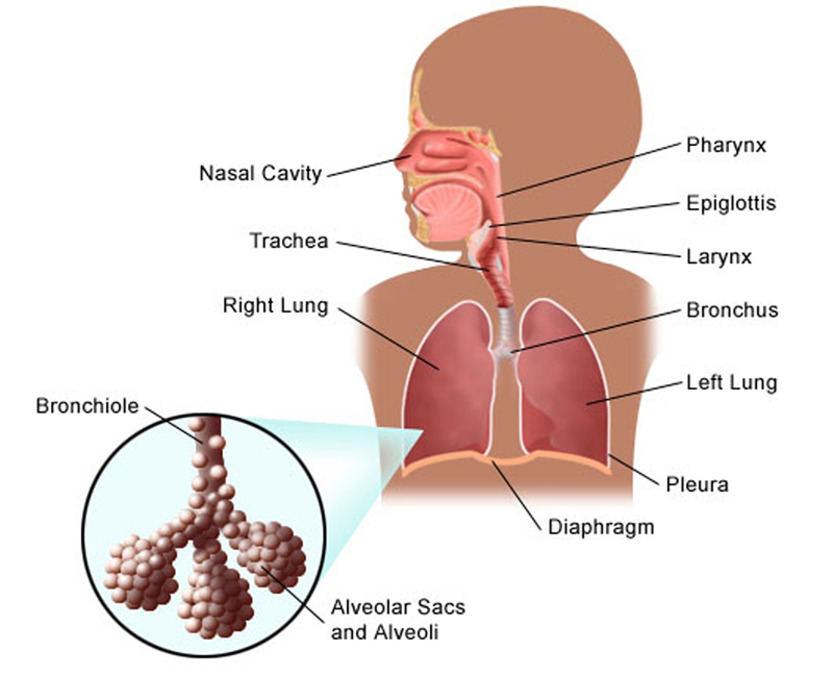 Pharynx
Nasal Cavity
Epiglottis
Trachea
Larynx
Right Lung
Bronchus
Left Lung
Bronchiole
Pleura
Diaphragm
Alveolar Sacs
and Alveoli